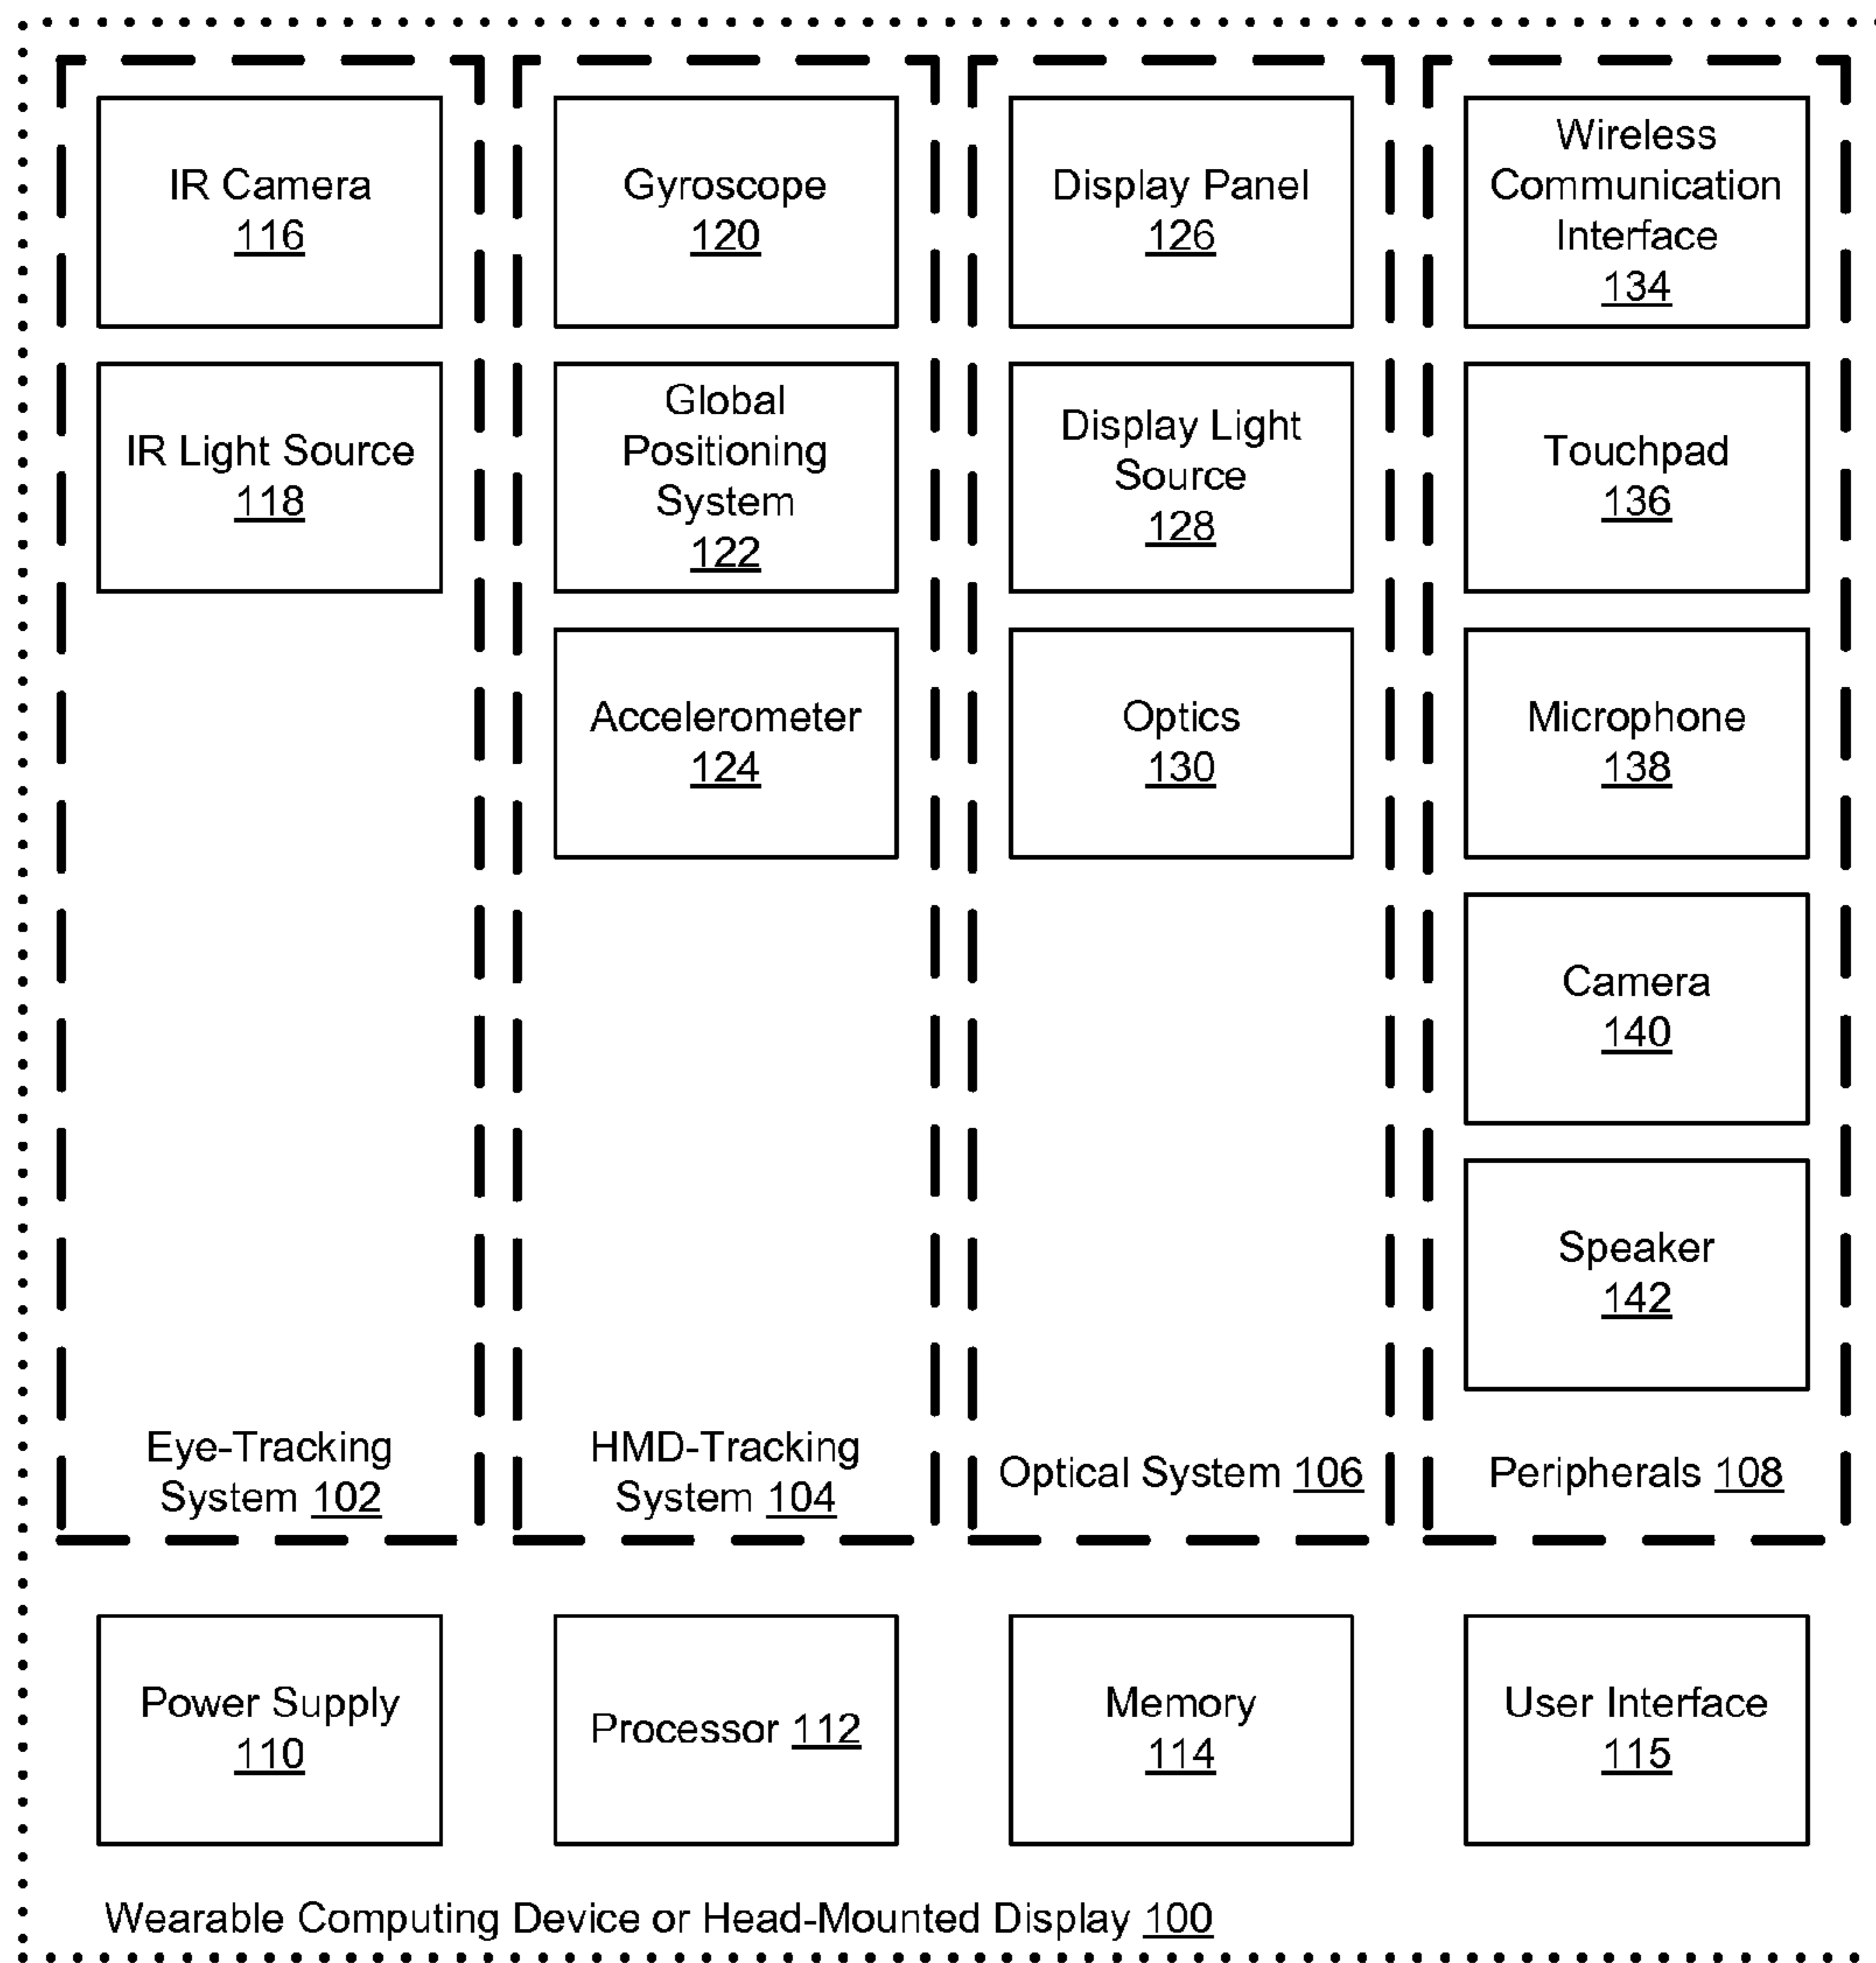 IR Camera
116
IR Light Source
118
Eye-Tracking
System 102
Gyroscope
120
Global
Positioning
System
122
Accelerometer
124
HMD-Tracking
System 104
Display Panel
126
Display Light
Source
128
Optics
130
Optical System 106
Wireless
Communication
Interface
134
Touchpad
136
Microphone
138
Camera
140
Speaker
142
Peripherals 108
Power Supply
110
Processor 112
Memory
114
User Interface
115
Wearable Computing Device or Head-Mounted Display 100